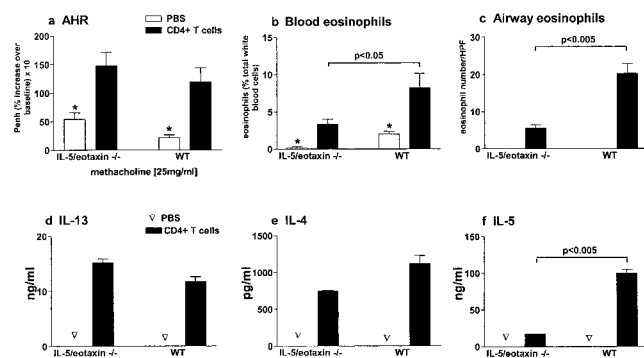 a AHR
PBS
CD4+ T cells
Penh (% increase over
baseline) x 10
200
150
100
50
0
*
*
IL-5/eotaxin -/-
WT
methacholine [25mg/ml]
b Blood eosinophils
p<0.05
eosinophils (% total white
blood cells)
10
8
6
4
2
0
*
*
IL-5/eotaxin -/-
WT
c Airway eosinophils
p<0.005
eosinophil number/HPF
30
20
10
0
IL-5/eotaxin -/-
WT
d IL-13
PBS
CD4+ T cells
ng/ml
20
10
0
IL-5/eotaxin -/-
WT
e IL-4
pg/ml
1500
1000
500
0
IL-5/eotaxin -/-
WT
f IL-5
p<0.005
ng/ml
150
100
50
0
IL-5/eotaxin -/-
WT